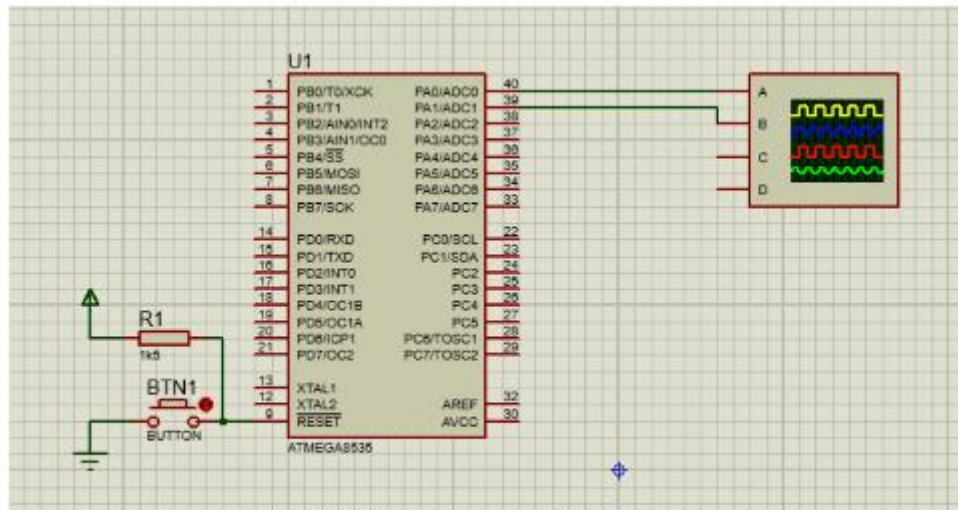 U1
1 PB0/T0/XCK PA0/ADC0 40
2 PB1/T1 PA1/ADC1 39
3 PB2/AIN0/INT2 PA2/ADC2 38
4 PB3/AIN1/OC0 PA3/ADC3 37
5 PB4/SS PA4/ADC4 36
6 PB5/MOSI PA5/ADC5 35
7 PB6/MISO PA6/ADC6 34
8 PB7/SCK PA7/ADC7 33
14 PD0/RXD PC0/SCL 22
15 PD1/TXD PC1/SDA 23
16 PD2/INT0 PC2 24
17 PD3/INT1 PC3 25
18 PD4/OC1B PC4 26
19 PD5/OC1A PC5 27
20 PD6/ICP1 PC6/TOSC1 28
21 PD7/OC2 PC7/TOSC2 29
13 XTAL1
12 XTAL2 AREF 32
9 RESET AVCC 30
ATMEGA8535
R1
1k5
BTN1
BUTTON
A
B
C
D